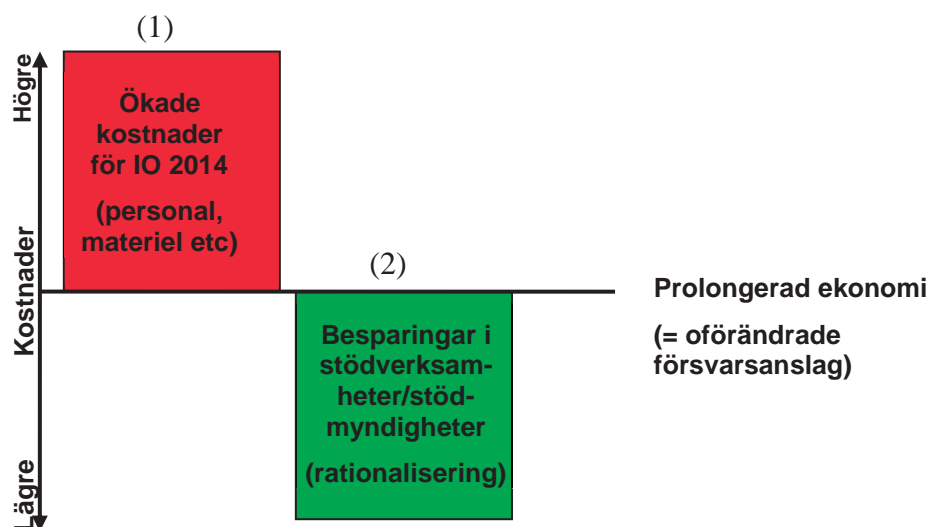 (1)
Högre
Kostnader
Lägre
Ökade
kostnader
för IO 2014
(personal,
materiel etc)
(2)
Besparingar i
stödverksam-
heter/stöd-
myndigheter
(rationalisering)
Prolongerad ekonomi
(= oförändrade
försvarsanslag)